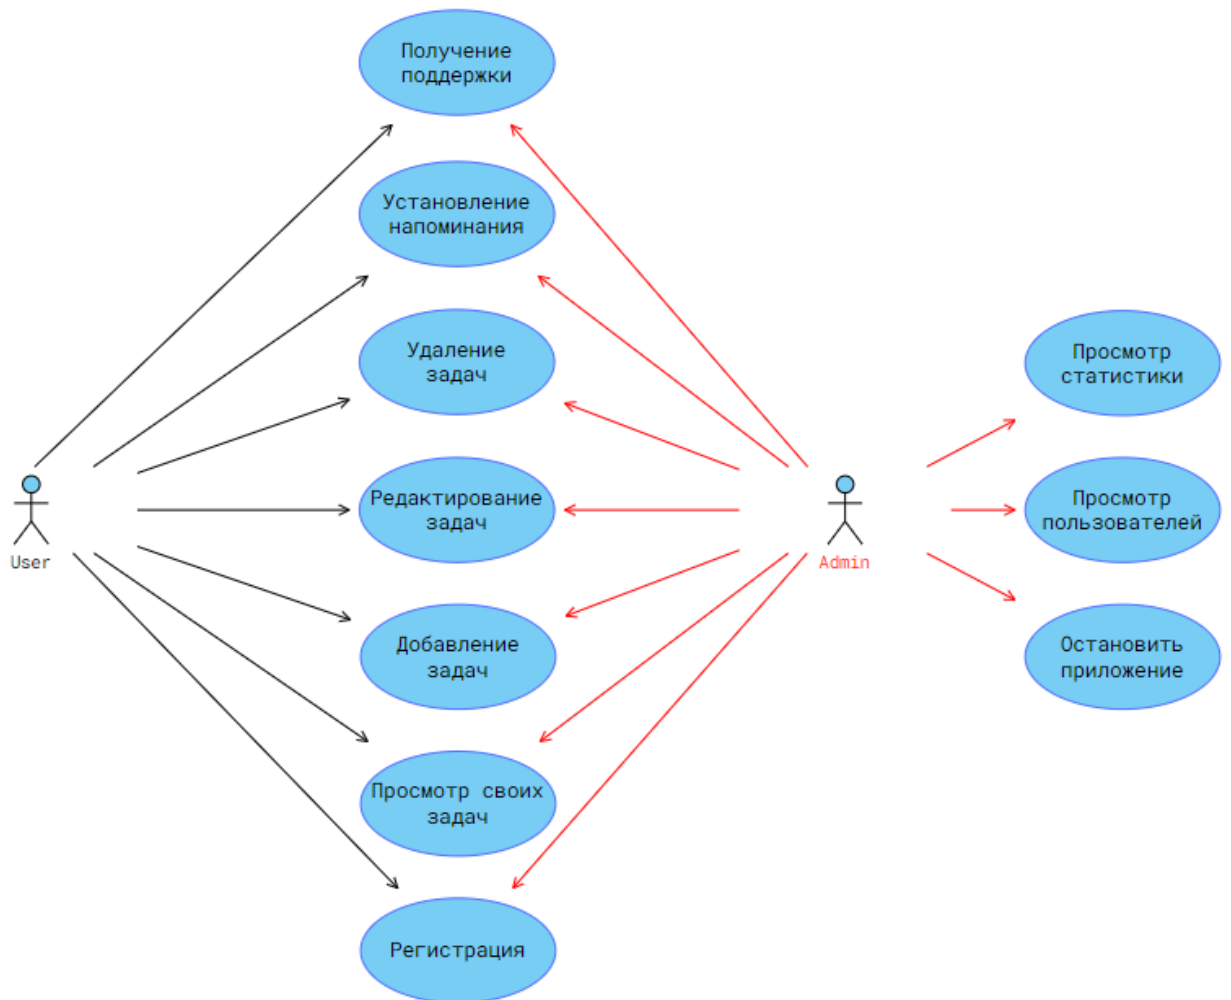 Получение
поддержки
Установление
напоминания
Удаление
задач
Редактирование
задач
Добавление
задач
Просмотр своих
задач
Регистрация
User
Admin
Просмотр
статистики
Просмотр
пользователей
Остановить
приложение